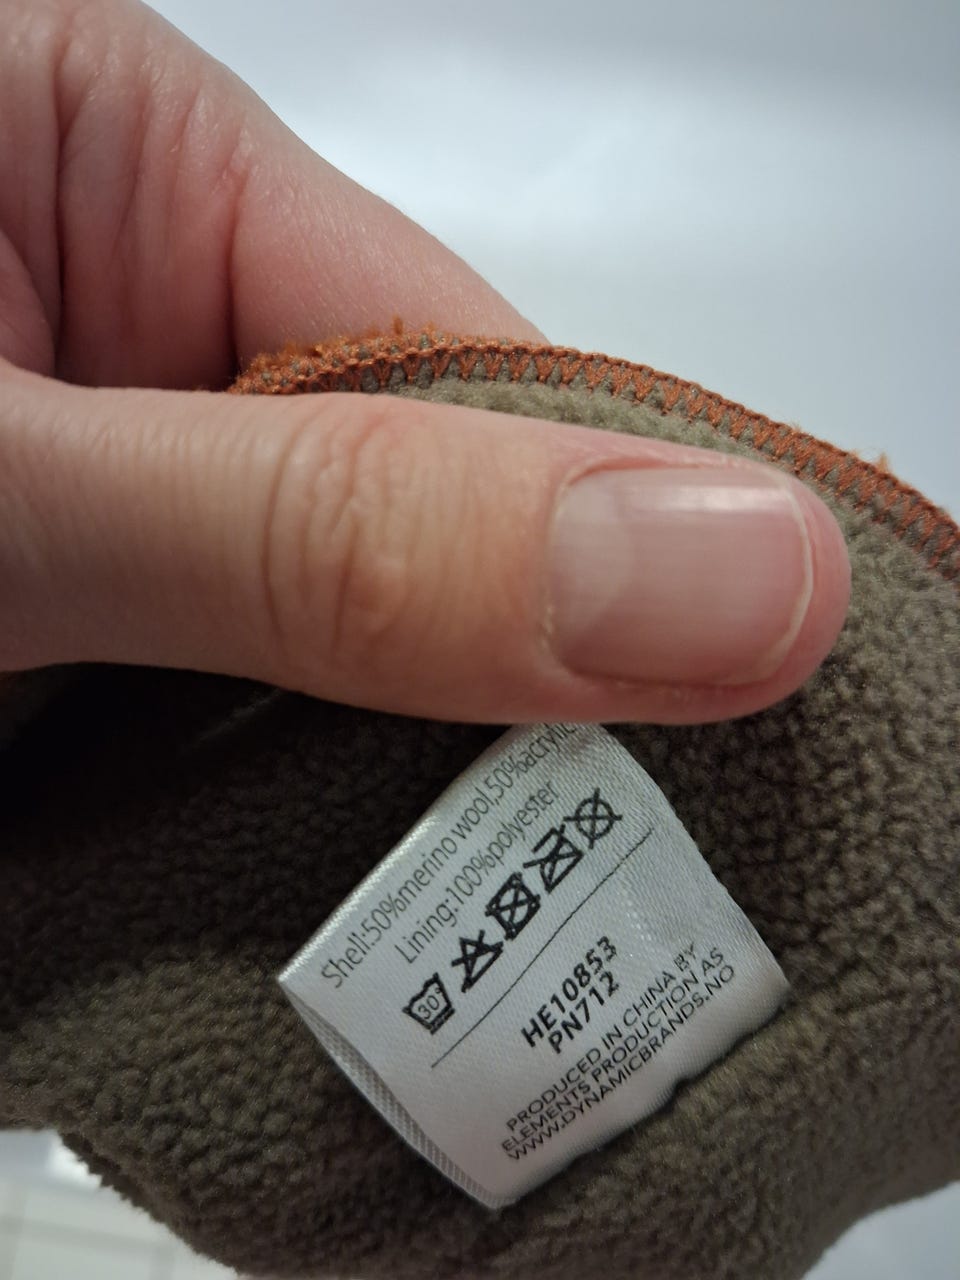 Shell:50%merino wool,50%acrylic
Lining:100%polyester
30°
HE10853
PN712
PRODUCED IN CHINA BY
ELEMENTS PRODUCTION AS
WWW.DYNAMICBRANDS.NO